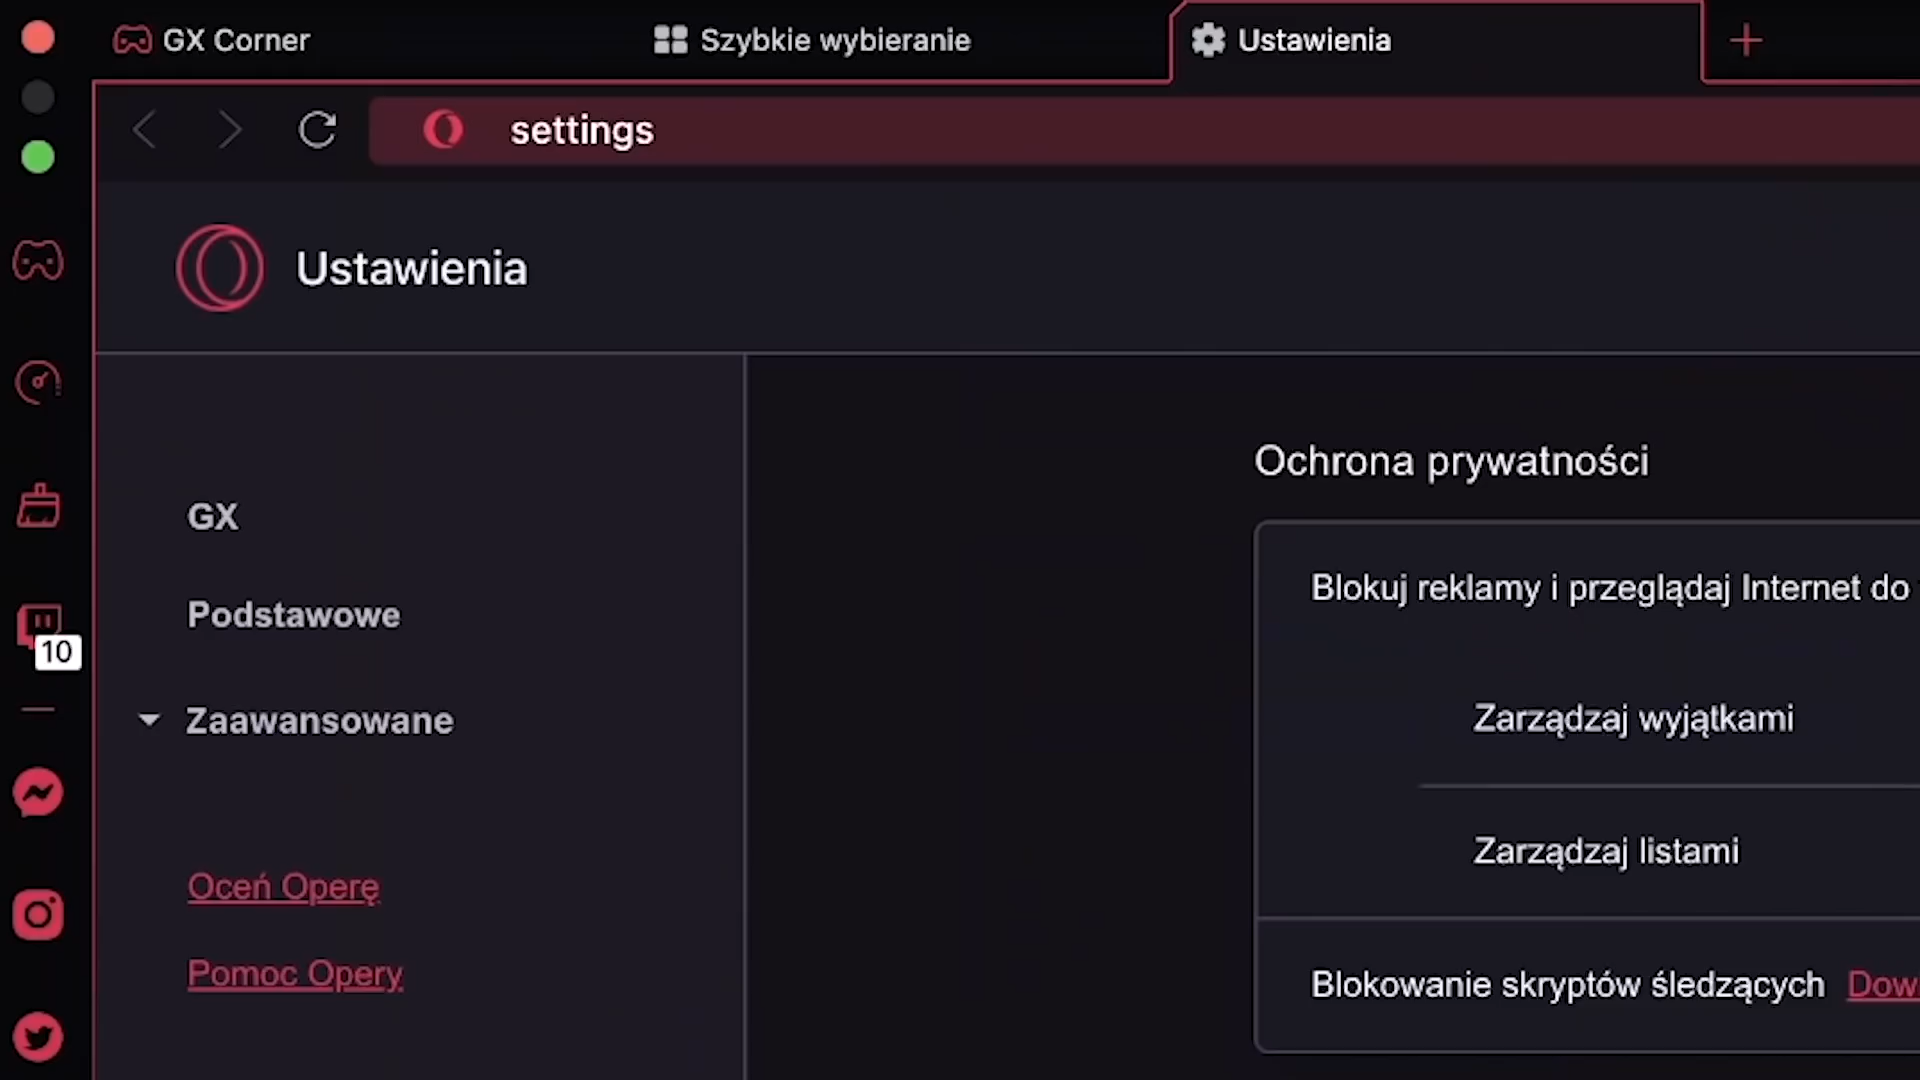 GX Corner
Szybkie wybieranie
Ustawienia
settings
Ustawienia
GX
Podstawowe
Zaawansowane
Oceń Operę
Pomoc Opery
10
Ochrona prywatności
Blokuj reklamy i przeglądaj Internet do
Zarządzaj wyjątkami
Zarządzaj listami
Blokowanie skryptów śledzących Dow